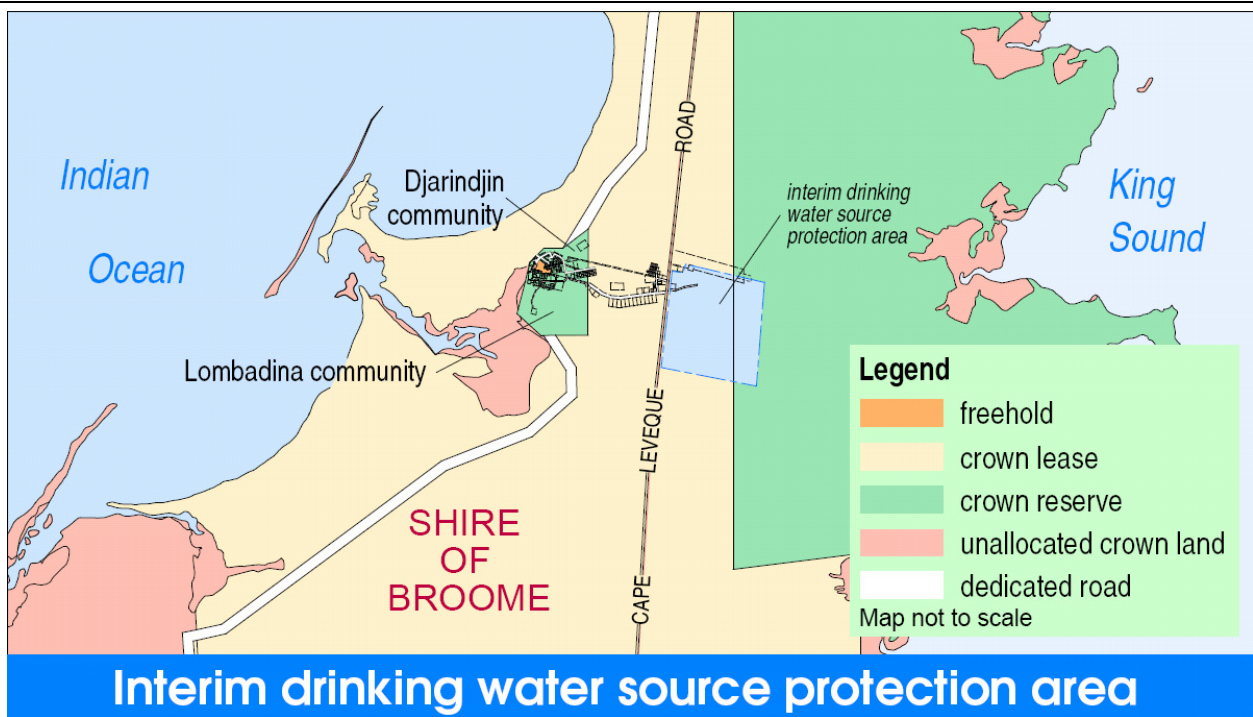 Indian
Ocean
Djarindjin
community
Lombadina community
ROAD
LEVEQUE
CAPE
interim drinking
water source
protection area
King
Sound
SHIRE
OF
BROOME
Legend
freehold
crown lease
crown reserve
unallocated crown land
dedicated road
Map not to scale
Interim drinking water source protection area